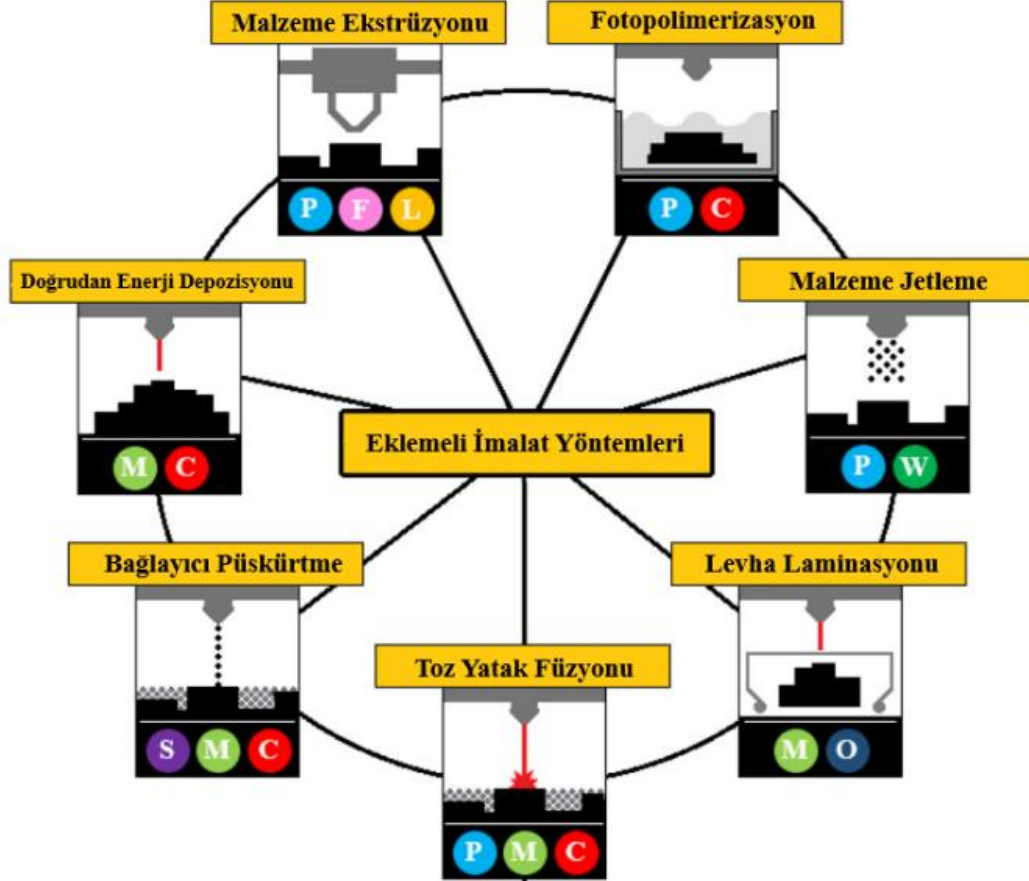 Malzeme Ekstrüzyonu
P F L
Fotopolimerizasyon
P C
Doğrudan Enerji Depozisyonu
M C
Malzeme Jetleme
P W
Eklemeli İmalat Yöntemleri
Bağlayıcı Püskürtme
S M C
Toz Yatak Füzyonu
P M C
Levha Laminasyonu
M O